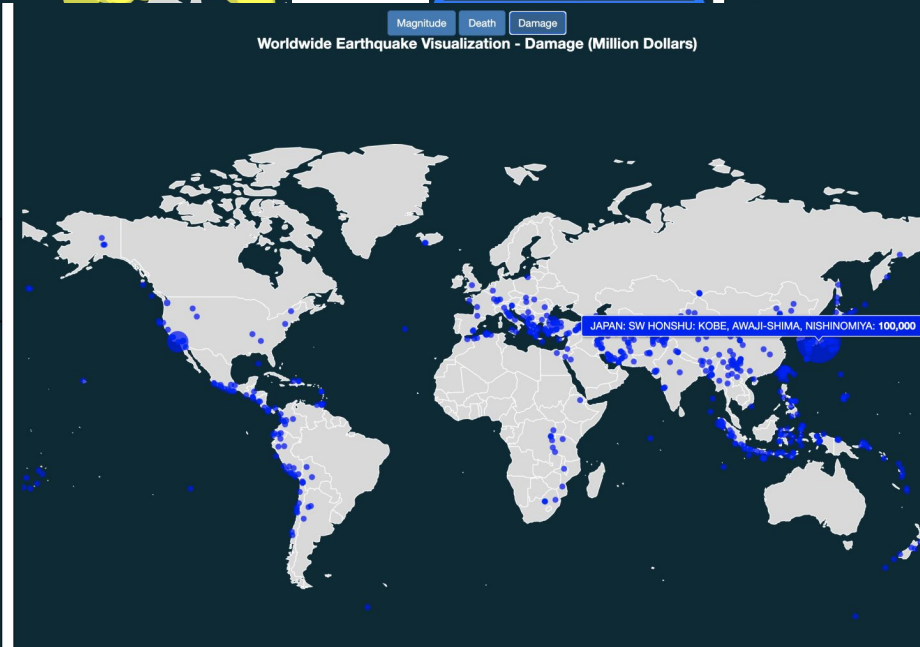 Magnitude Death Damage
Worldwide Earthquake Visualization - Damage (Million Dollars)
JAPAN: SW HONSHU: KOBE, AWAJI-SHIMA, NISHINOMIYA: 100,000